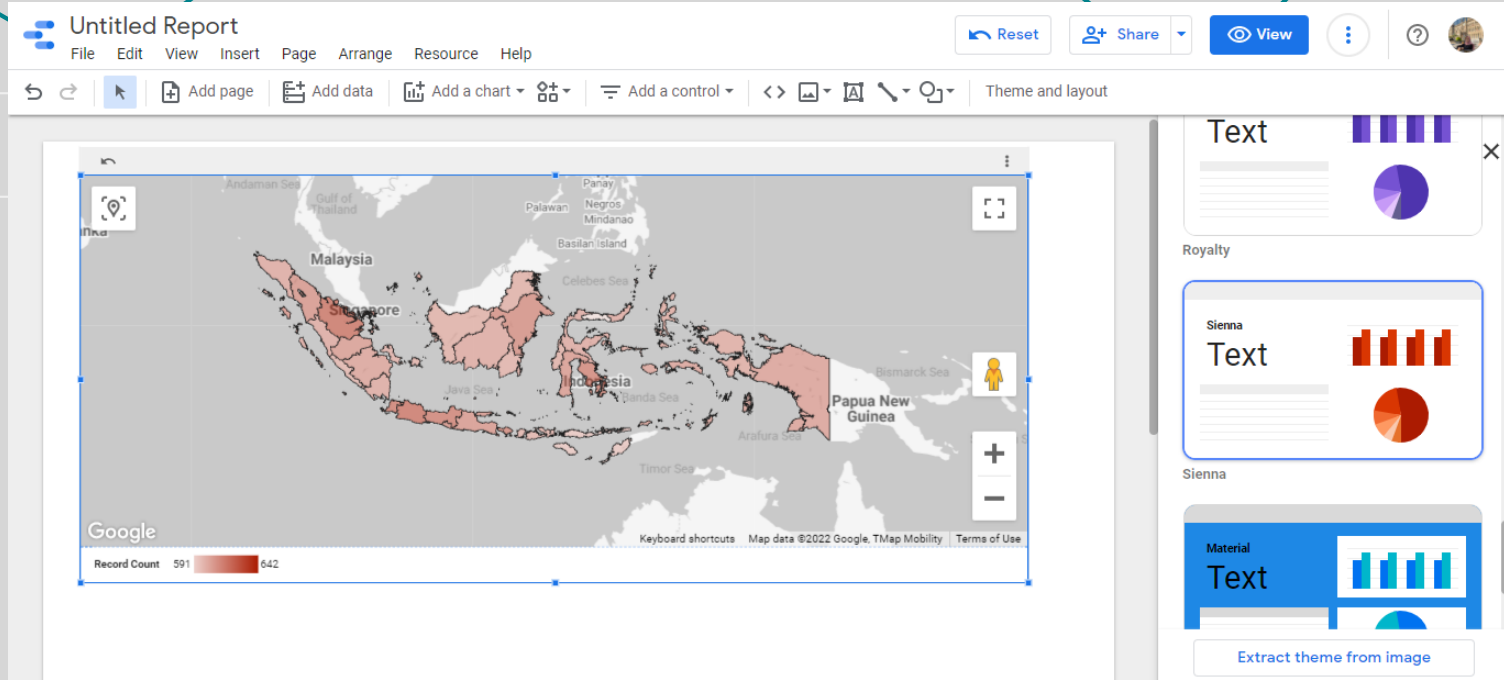 Untitled Report
File Edit View Insert Page Arrange Resource Help
Reset Share View
Add page Add data Add a chart Add a control Theme and layout
Andaman Sea
Gulf of
Thailand
nka
Malaysia
Singapore
Palawan
Panay
Negros
Mindanao
Basilan Island
Celebes Sea
Java Sea
Indonesia
Banda Sea
Arafura Sea
Timor Sea
Bismarck Sea
Papua New
Guinea
Google
Keyboard shortcuts Map data ©2022 Google, TMap Mobility Terms of Use
Record Count 591 642
Text
Royalty
Sienna
Text
Sienna
Material
Text
Extract theme from image